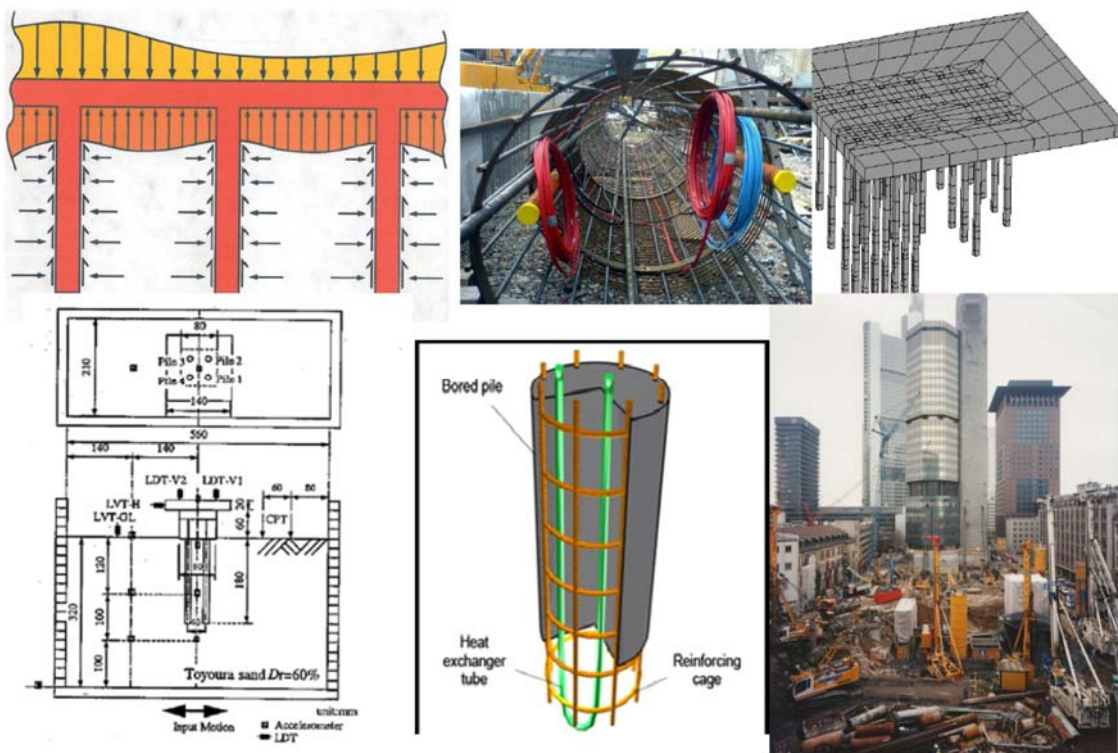 80
Pile 3
Pile 2
Pile 4
Pile 1
210
140
560
140
140
LDT-V2
LDT-V1
LVT-H
LVT-GL
60
80
CPT
60
120
180
320
100
100
Toyoura sand Dr=60%
unit:mm
Input Motion
Accelerometer
LDT
Bored pile
Heat
exchanger
tube
Reinforcing
cage